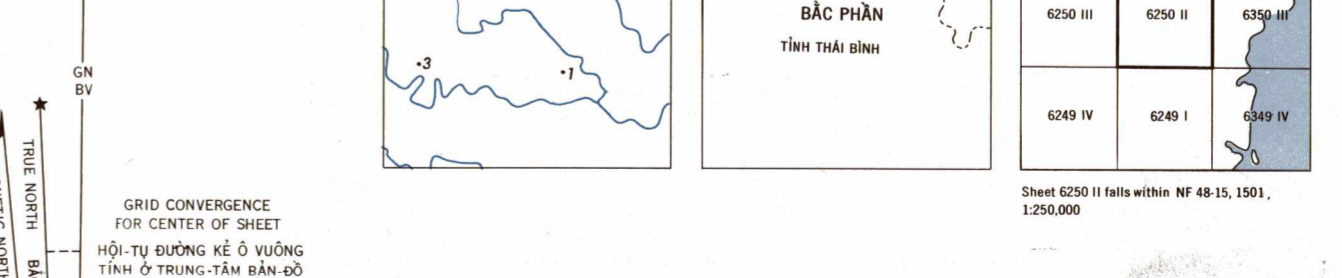 GN
BV
TRUE NORTH BẮ
NORTH
GRID CONVERGENCE
FOR CENTER OF SHEET
HỘI-TỤ ĐƯỜNG KẺ Ô VUÔNG
TÍNH Ở TRUNG-TÂM BẢN-ĐỒ
3
1
BẮC PHẦN
TỈNH THÁI BÌNH
6250 III 6250 II 6350 III
6249 IV 6249 I 6349 IV
Sheet 6250 II falls within NF 48-15, 1501,
1:250,000